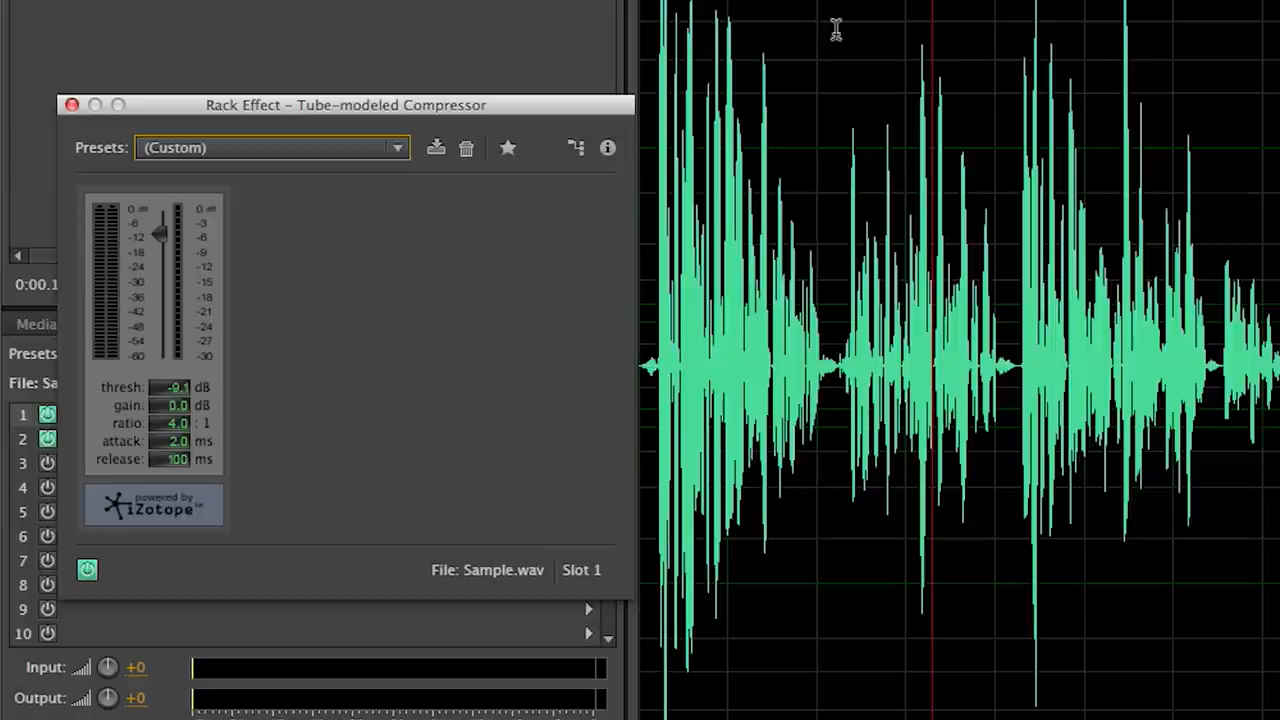 Rack Effect – Tube-modeled Compressor
Presets: (Custom)
0 0
-6 -3
-12 -6
-18 -9
-24 -12
-30 -15
-36 -18
-42 -21
-48 -24
-54 -27
-60 -30
thresh: -9.1 dB
gain: 0.0 dB
ratio: 4.0 : 1
attack: 2.0 ms
release: 100 ms
powered by
iZotope
File: Sample.wav Slot 1
0:00.1
Media
Presets
File: Sa
1
2
3
4
5
6
7
8
9
10
Input: +0
Output: +0